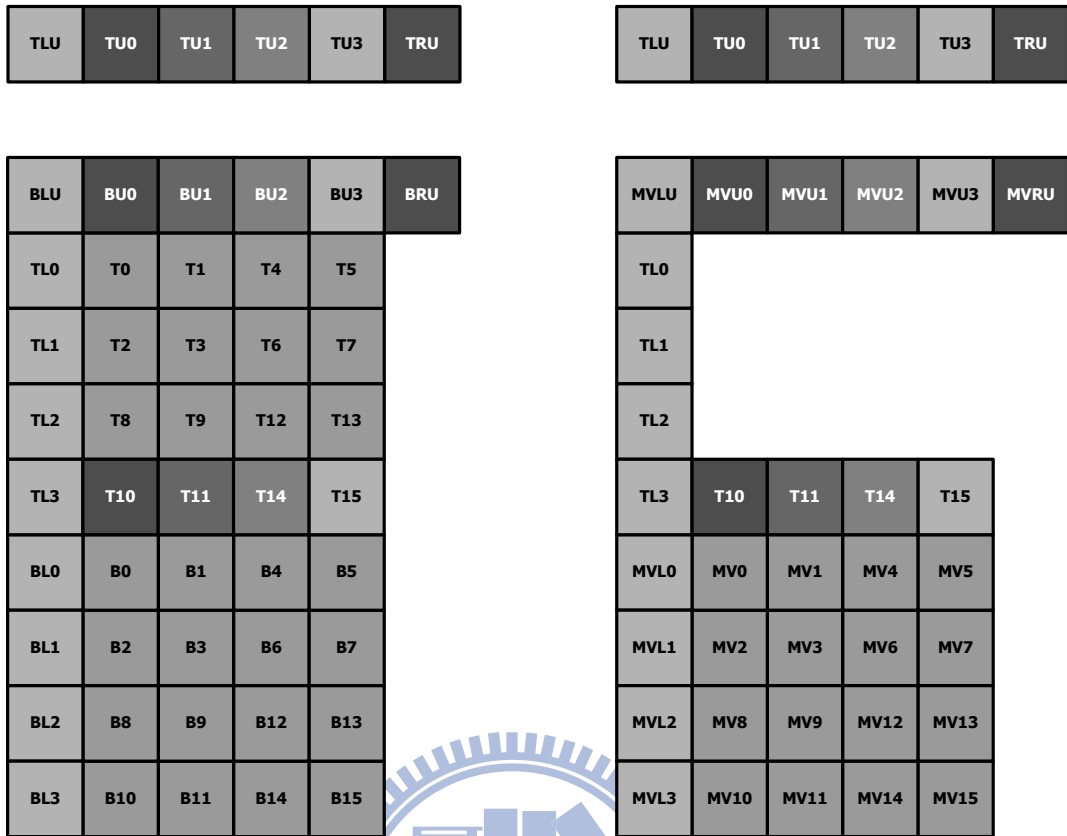 TLU TU0 TU1 TU2 TU3 TRU TLU TU0 TU1 TU2 TU3 TRU
BLU BU0 BU1 BU2 BU3 BRU MVLU MVU0 MVU1 MVU2 MVU3 MVRU
TL0 T0 T1 T4 T5 TL0
TL1 T2 T3 T6 T7 TL1
TL2 T8 T9 T12 T13 TL2
TL3 T10 T11 T14 T15 TL3 T10 T11 T14 T15
BL0 B0 B1 B4 B5 MVL0 MV0 MV1 MV4 MV5
BL1 B2 B3 B6 B7 MVL1 MV2 MV3 MV6 MV7
BL2 B8 B9 B12 B13 MVL2 MV8 MV9 MV12 MV13
BL3 B10 B11 B14 B15 MVL3 MV10 MV11 MV14 MV15